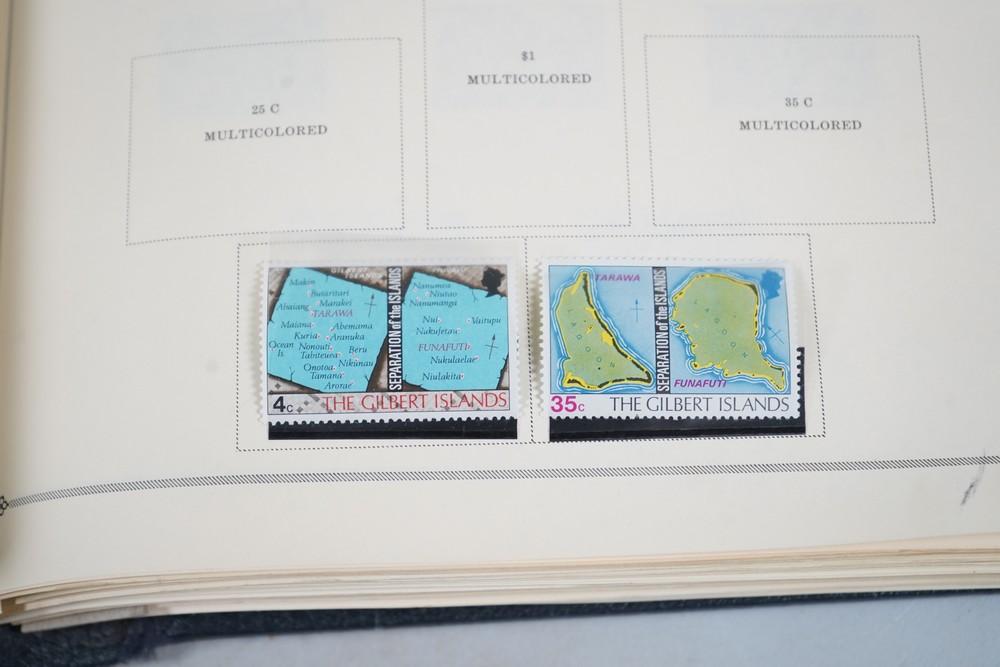 25 C
MULTICOLORED
$1
MULTICOLORED
35 C
MULTICOLORED
GILBERT
ISLANDS
Makin
Butaritari
Abaiang
Marakei
TARAWA
Maiana
Abemama
Kuria
Aranuka
Ocean
Is.
Nonouti
Beru
Tabiteuea
Nikunau
Onotoa
Tamana
Arorae
SEPARATION of the ISLANDS
Nanumea
Niutao
Nanumanga
Nui
Vaitupu
Nukufetau
FUNAFUTI
Nukulaelae
Niulakita
4c THE GILBERT ISLANDS
TARAWA
SEPARATION of the ISLANDS
FUNAFUTI
35c THE GILBERT ISLANDS